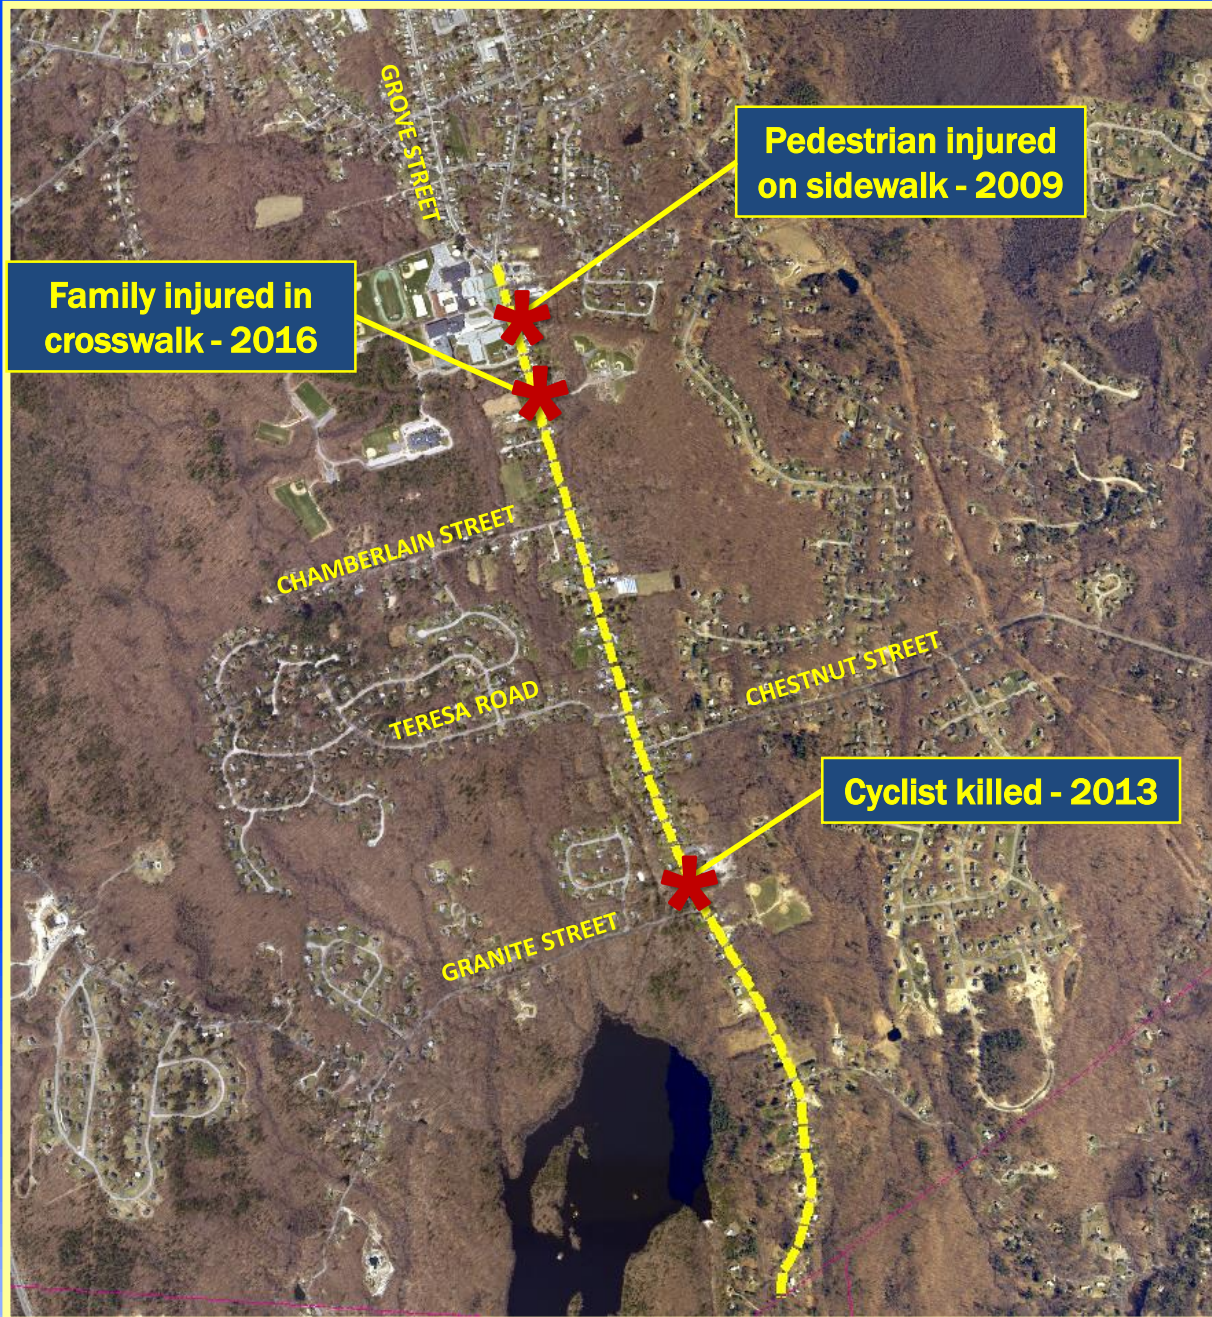 GROVE STREET
Pedestrian injured
on sidewalk - 2009
Family injured in
crosswalk - 2016
CHAMBERLAIN STREET
CHESTNUT STREET
TERESA ROAD
Cyclist killed - 2013
GRANITE STREET